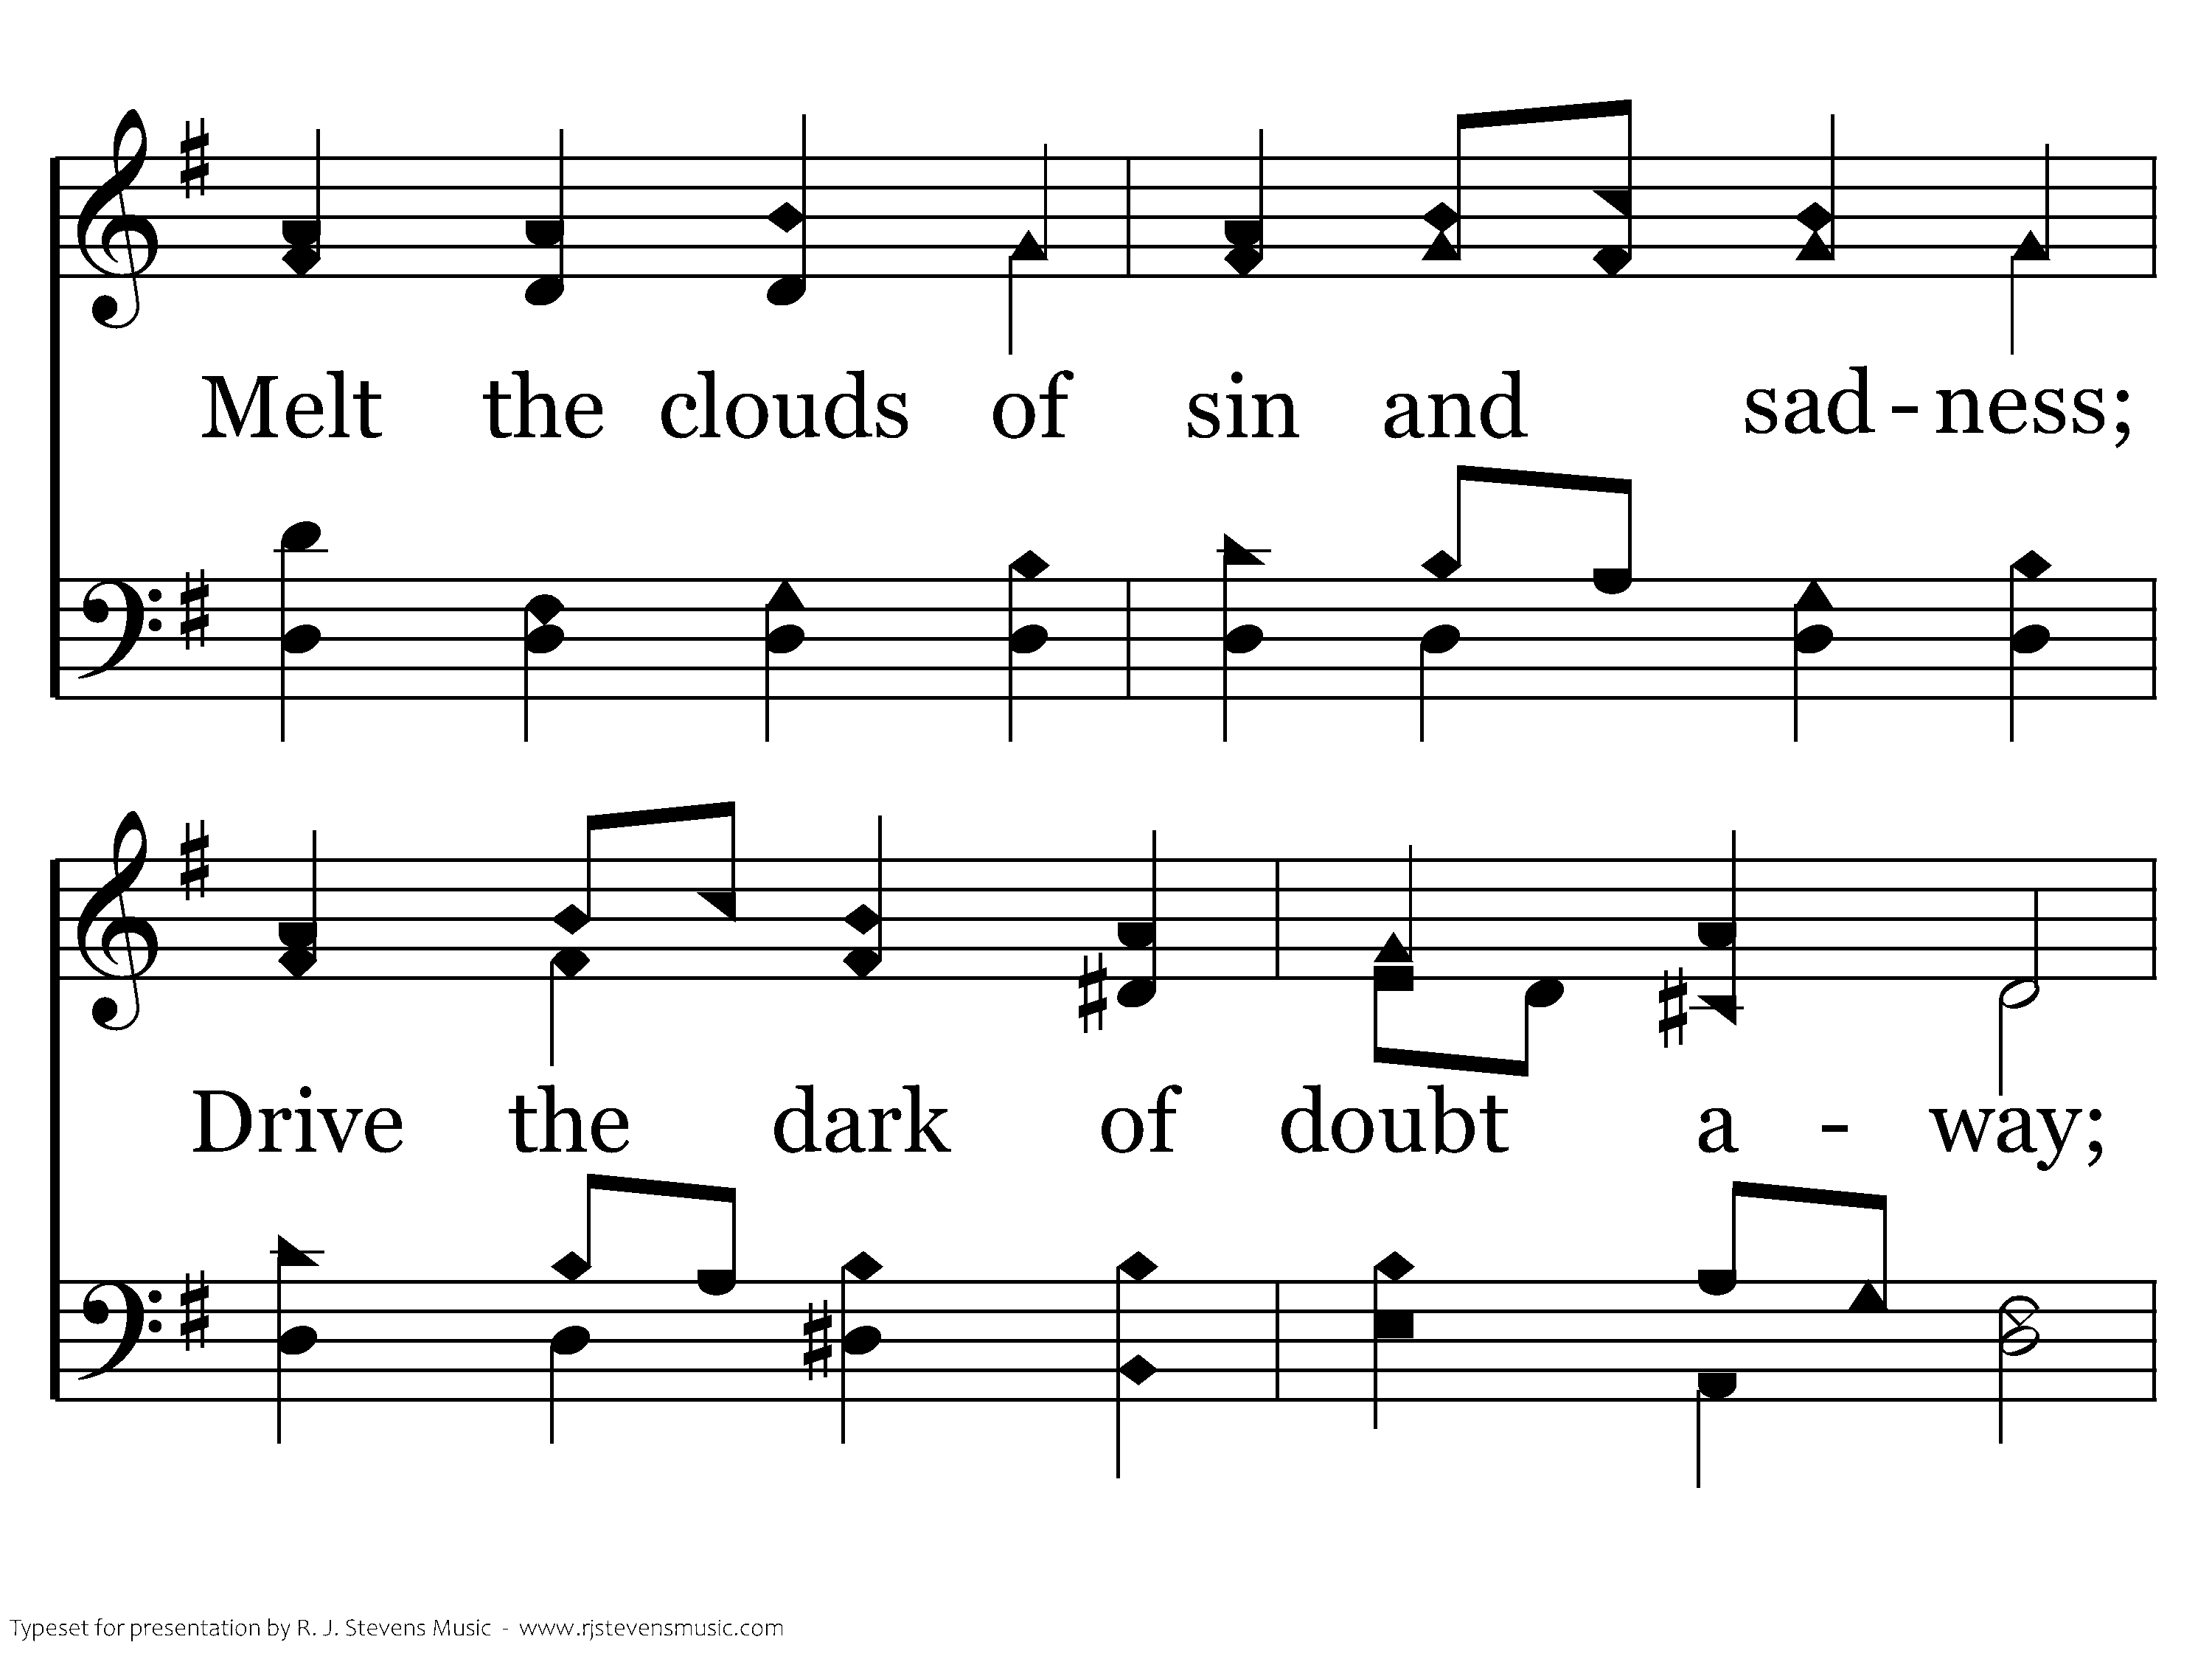 Melt the clouds of sin and sad - ness;
Drive the dark of doubt a - way;
Typeset for presentation by R. J. Stevens Music - www.rjstevensmusic.com